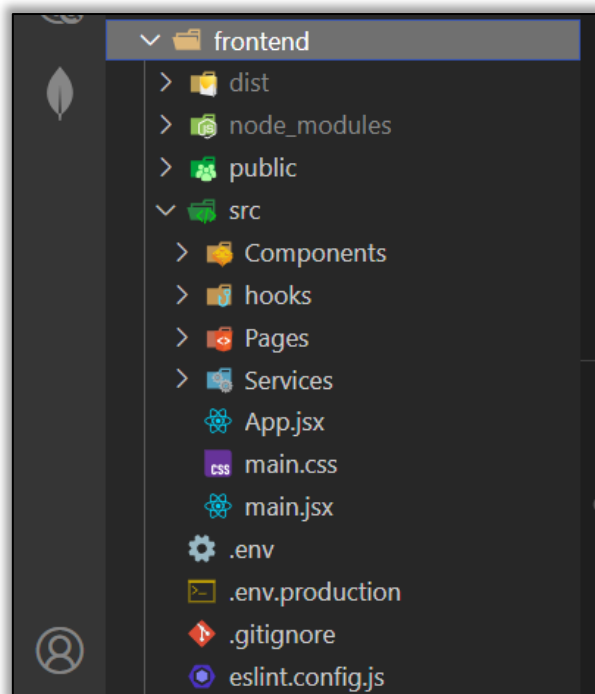 frontend
dist
node_modules
public
src
Components
hooks
Pages
Services
App.jsx
main.css
main.jsx
.env
.env.production
.gitignore
eslint.config.js